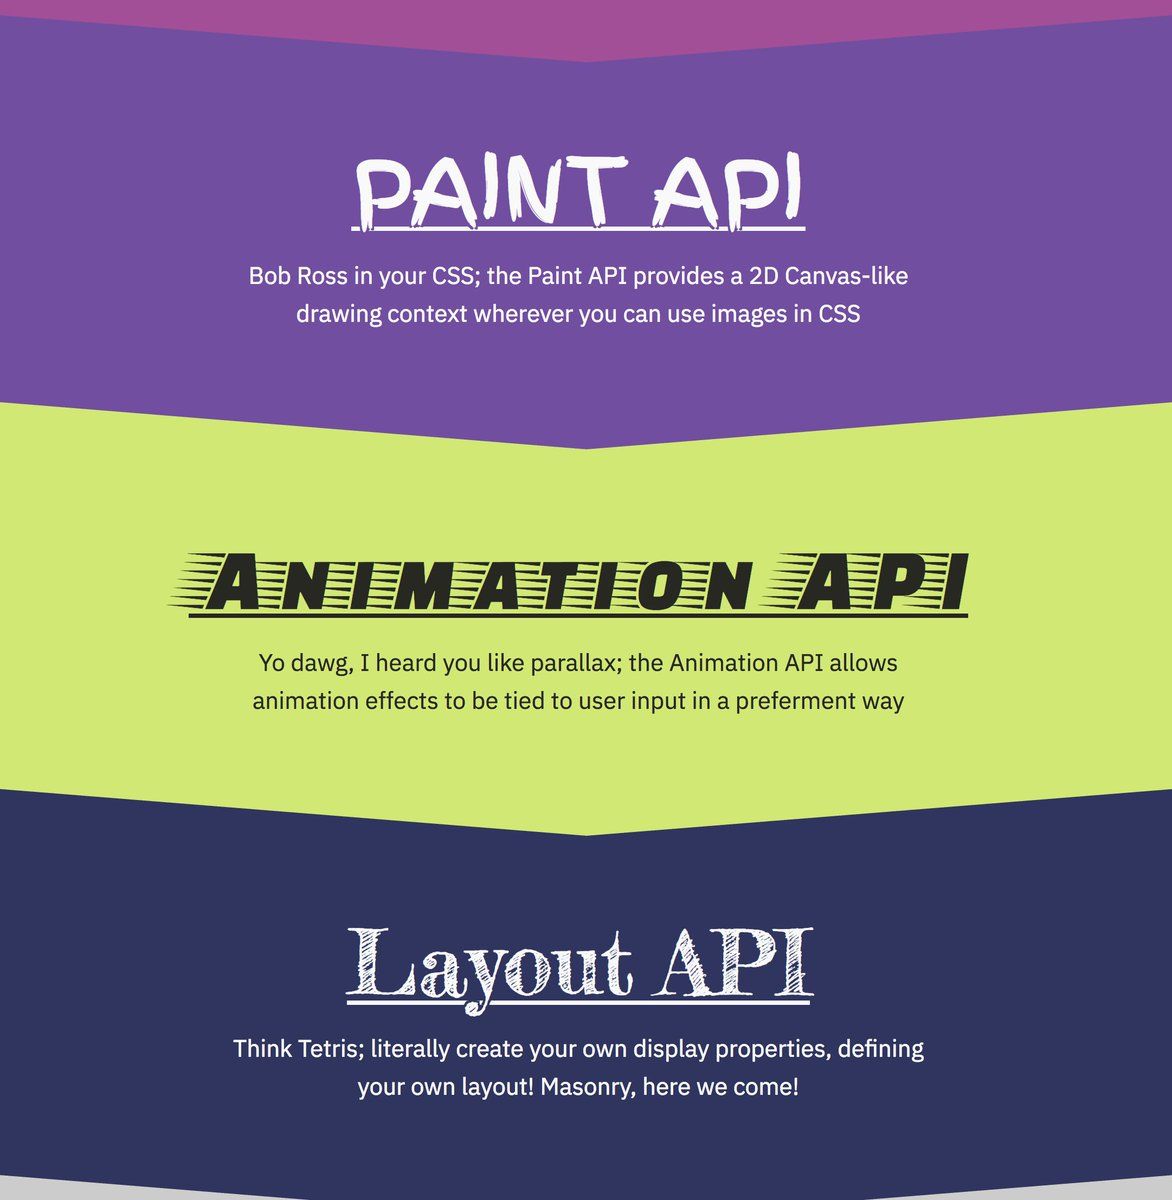 PAINT API
Bob Ross in your CSS; the Paint API provides a 2D Canvas-like
drawing context wherever you can use images in CSS
ANIMATION API
Yo dawg, I heard you like parallax; the Animation API allows
animation effects to be tied to user input in a preferment way
Layout API
Think Tetris; literally create your own display properties, defining
your own layout! Masonry, here we come!